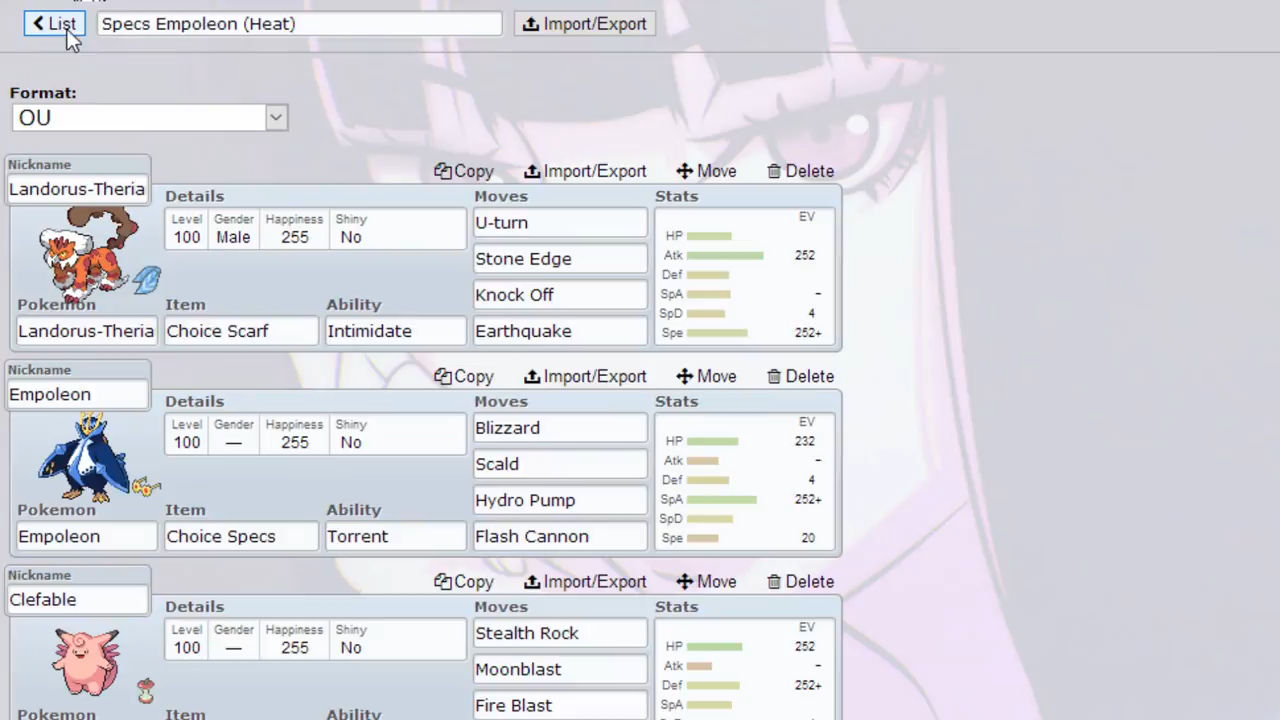 List
Specs Empoleon (Heat)
Import/Export
Format:
OU
Nickname
Landorus-Theria
Copy
Import/Export
Move
Delete
Details
Level
Gender
Happiness
Shiny
100
Male
255
No
Moves
U-turn
Stone Edge
Knock Off
Earthquake
Stats
EV
HP
Atk 252
Def
SpA –
SpD 4
Spe 252+
Pokemon
Landorus-Theria
Item
Choice Scarf
Ability
Intimidate
Nickname
Empoleon
Copy
Import/Export
Move
Delete
Details
Level
Gender
Happiness
Shiny
100
—
255
No
Moves
Blizzard
Scald
Hydro Pump
Flash Cannon
Stats
EV
HP 232
Atk –
Def 4
SpA 252+
SpD
Spe 20
Pokemon
Empoleon
Item
Choice Specs
Ability
Torrent
Nickname
Clefable
Copy
Import/Export
Move
Delete
Details
Level
Gender
Happiness
Shiny
100
—
255
No
Moves
Stealth Rock
Moonblast
Fire Blast
Stats
EV
HP 252
Atk –
Def 252+
SpA
Pokemon
Item
Ability